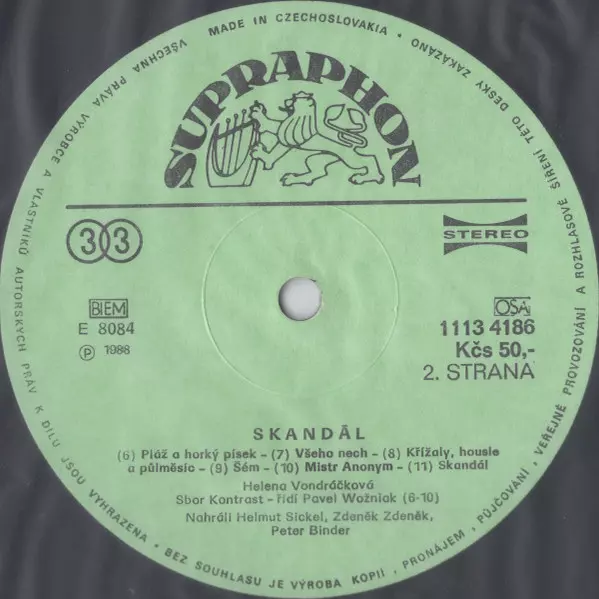 VŠECHNA PRÁVA VÝROBCE A VLASTNÍKŮ AUTORSKÝCH PRÁV K DÍLU JSOU VYHRAZENA • BEZ SOUHLASU JE VÝROBA KOPIÍ, PRONÁJEM, PŮJČOVÁNÍ, VEŘEJNÉ PROVOZOVÁNÍ A ROZHLASOVÉ ŠÍŘENÍ TÉTO DESKY ZAKÁZÁNO • MADE IN CZECHOSLOVAKIA •
SUPRAPHON
33
STEREO
BIEM
E 8084
Ⓟ 1988
OSA
1113 4186
Kčs 50,-
2. STRANA
SKANDÁL
(6) Pláž a horký písek – (7) Všeho nech – (8) Křížaly, housle
a půlměsíc – (9) Šém – (10) Mistr Anonym – (11) Skandál
Helena Vondráčková
Sbor Kontrast – řídí Pavel Wožniak (6-10)
Nahráli Helmut Sickel, Zdeněk Zdeněk,
Peter Binder